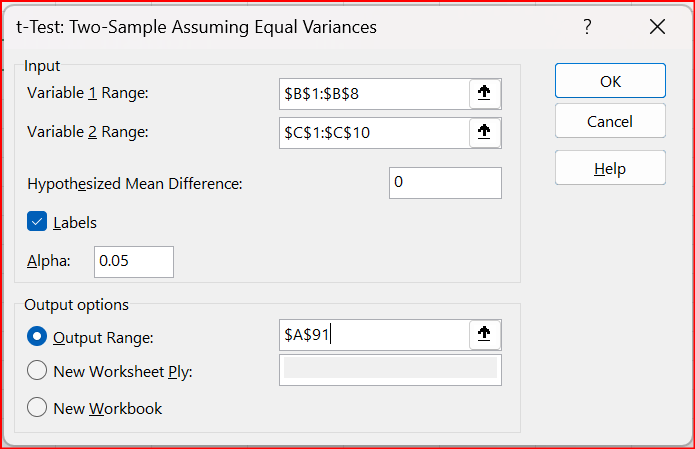 t-Test: Two-Sample Assuming Equal Variances ?
Input
Variable 1 Range: $B$1:$B$8
Variable 2 Range: $C$1:$C$10
Hypothesized Mean Difference: 0
Labels
Alpha: 0.05
Output options
Output Range: $A$91
New Worksheet Ply:
New Workbook
OK
Cancel
Help